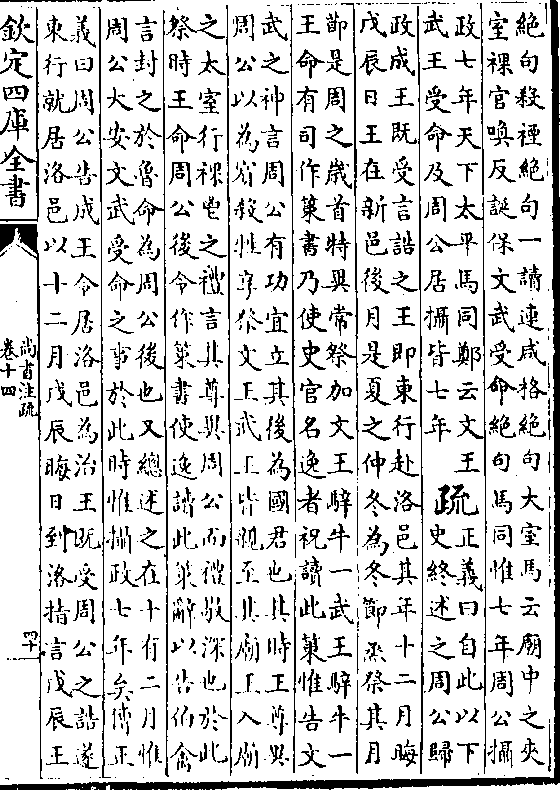 絶句殺禋絶句一讀連咸格絶句大室馬云廟中之夾
室祼官喚反誕保文武受命絶句馬同惟七年周公攝
政七年天下太平馬同鄭云文王
武王受命及周公居攝皆七年
疏
正義曰自此以下
史終述之周公歸
政成王既受言誥之王即東行赴洛邑其年十二月晦
戊辰日王在新邑後月是夏之仲冬為冬節烝祭其月
節是周之歲首特異常祭加文王騂牛一武王騂牛一
王命有司作策書乃使史官名逸者祝讀此策惟告文
武之神言周公有功宜立其後為國君也其時王尊異
周公以為賓殺牲享祭文王武王皆親至其廟王入廟
之太室行祼鬯之禮言其尊異周公而禮敬深也於此
祭時王命周公後令作策書使逸讀此策辭以告伯禽
言封之於魯命為周公後也又總述之在十有二月惟
周公大安文武受命之事於此時惟攝政七年矣傳正
義曰周公告成王令居洛邑為治王既受周公之誥遂
東行就居洛邑以十二月戊辰晦日到洛指言戊辰王
欽定四庫全書
尚書注疏
卷十四
四十